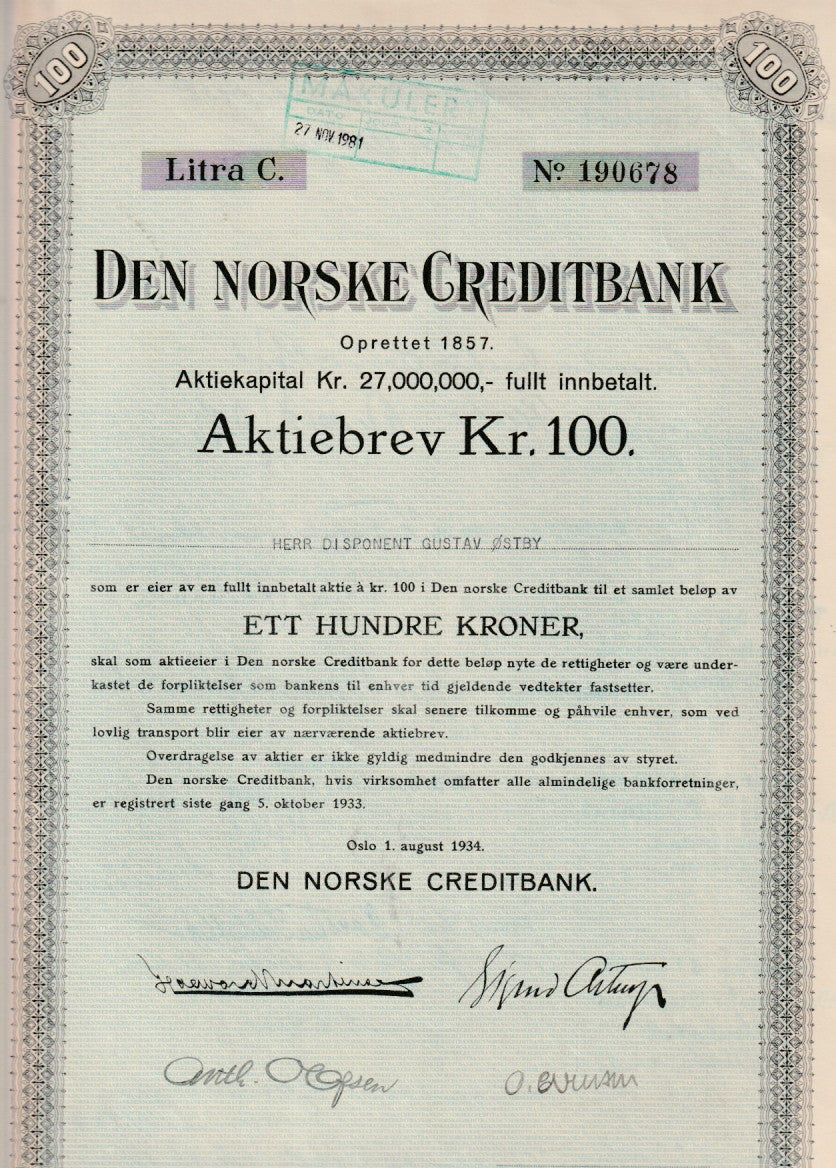 100
100
MAKULER
DATO
27 NOV. 1981
Litra C.
Nº 190678
DEN NORSKE CREDITBANK
Oprettet 1857.
Aktiekapital Kr. 27,000,000,- fullt innbetalt.
Aktiebrev Kr. 100.
HERR DISPONENT GUSTAV ØSTBY
som er eier av en fullt innbetalt aktie à kr. 100 i Den norske Creditbank til et samlet beløp av
ETT HUNDRE KRONER,
skal som aktieeier i Den norske Creditbank for dette beløp nyte de rettigheter og være under-
kastet de forpliktelser som bankens til enhver tid gjeldende vedtekter fastsetter.
Samme rettigheter og forpliktelser skal senere tilkomme og påhvile enhver, som ved
lovlig transport blir eier av nærværende aktiebrev.
Overdragelse av aktier er ikke gyldig medmindre den godkjennes av styret.
Den norske Creditbank, hvis virksomhet omfatter alle almindelige bankforretninger,
er registrert siste gang 5. oktober 1933.
Oslo 1. august 1934.
DEN NORSKE CREDITBANK.